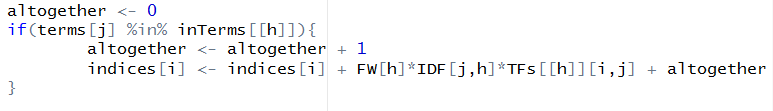 altogether <- 0
if(terms[j] %in% inTerms[[h]]){
        altogether <- altogether + 1
        indices[i] <- indices[i] + FW[h]*IDF[j,h]*TFs[[h]][i,j] + altogether
}